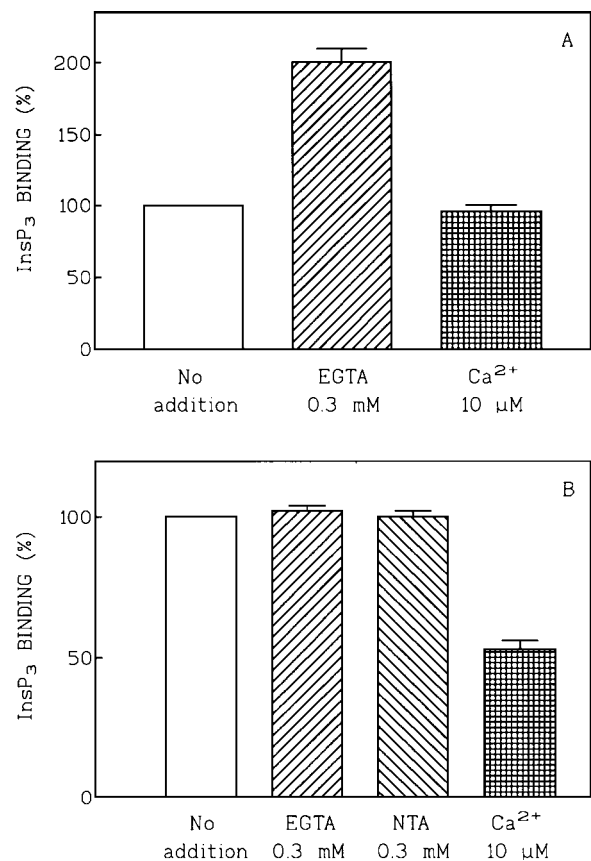 A
InsP₃ BINDING (%)
200
150
100
50
0
No addition
EGTA 0.3 mM
Ca²⁺ 10 µM
B
InsP₃ BINDING (%)
100
50
0
No addition
EGTA 0.3 mM
NTA 0.3 mM
Ca²⁺ 10 µM